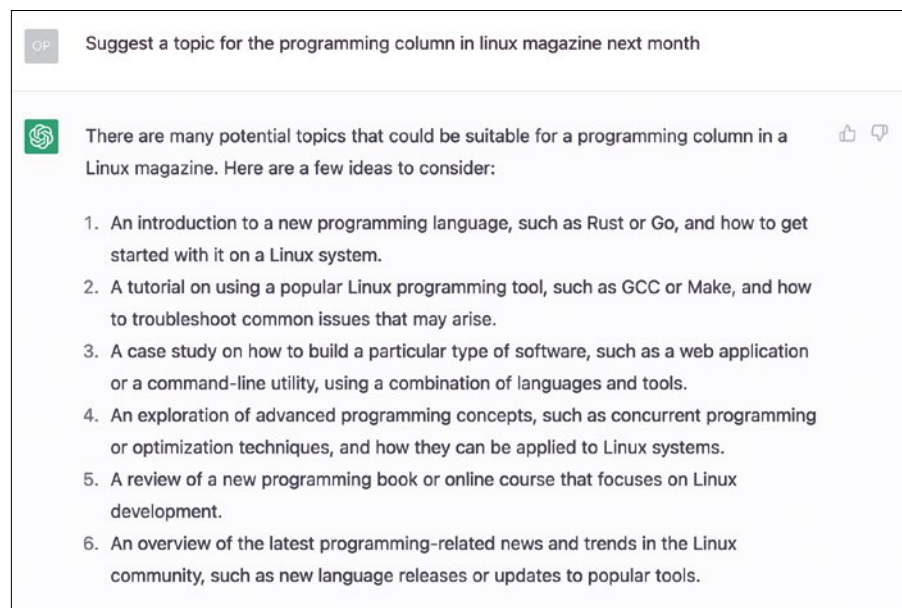 OP
Suggest a topic for the programming column in linux magazine next month
There are many potential topics that could be suitable for a programming column in a
Linux magazine. Here are a few ideas to consider:
1. An introduction to a new programming language, such as Rust or Go, and how to get
started with it on a Linux system.
2. A tutorial on using a popular Linux programming tool, such as GCC or Make, and how
to troubleshoot common issues that may arise.
3. A case study on how to build a particular type of software, such as a web application
or a command-line utility, using a combination of languages and tools.
4. An exploration of advanced programming concepts, such as concurrent programming
or optimization techniques, and how they can be applied to Linux systems.
5. A review of a new programming book or online course that focuses on Linux
development.
6. An overview of the latest programming-related news and trends in the Linux
community, such as new language releases or updates to popular tools.